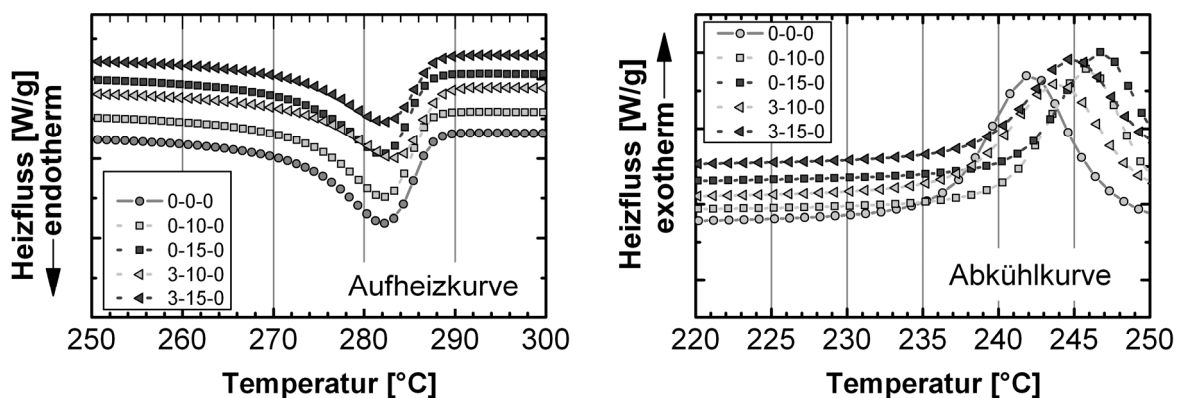 Heizfluss [W/g]
endotherm
0-0-0
0-10-0
0-15-0
3-10-0
3-15-0
Aufheizkurve
250 260 270 280 290 300
Temperatur [°C]
Heizfluss [W/g]
exotherm
0-0-0
0-10-0
0-15-0
3-10-0
3-15-0
Abkühlkurve
220 225 230 235 240 245 250
Temperatur [°C]